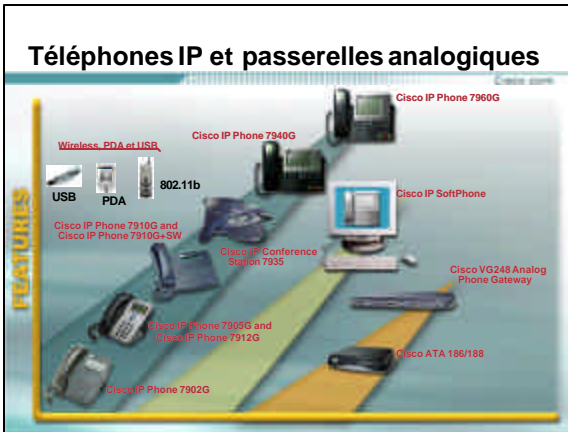 Téléphones IP et passerelles analogiques
Cisco.com
Cisco IP Phone 7960G
Cisco IP Phone 7940G
Wireless, PDA et USB
USB
PDA
802.11b
Cisco IP SoftPhone
Cisco IP Phone 7910G and
Cisco IP Phone 7910G+SW
Cisco IP Conference
Station 7935
Cisco VG248 Analog
Phone Gateway
FEATURES
Cisco IP Phone 7905G and
Cisco IP Phone 7912G
Cisco ATA 186/188
Cisco IP Phone 7902G